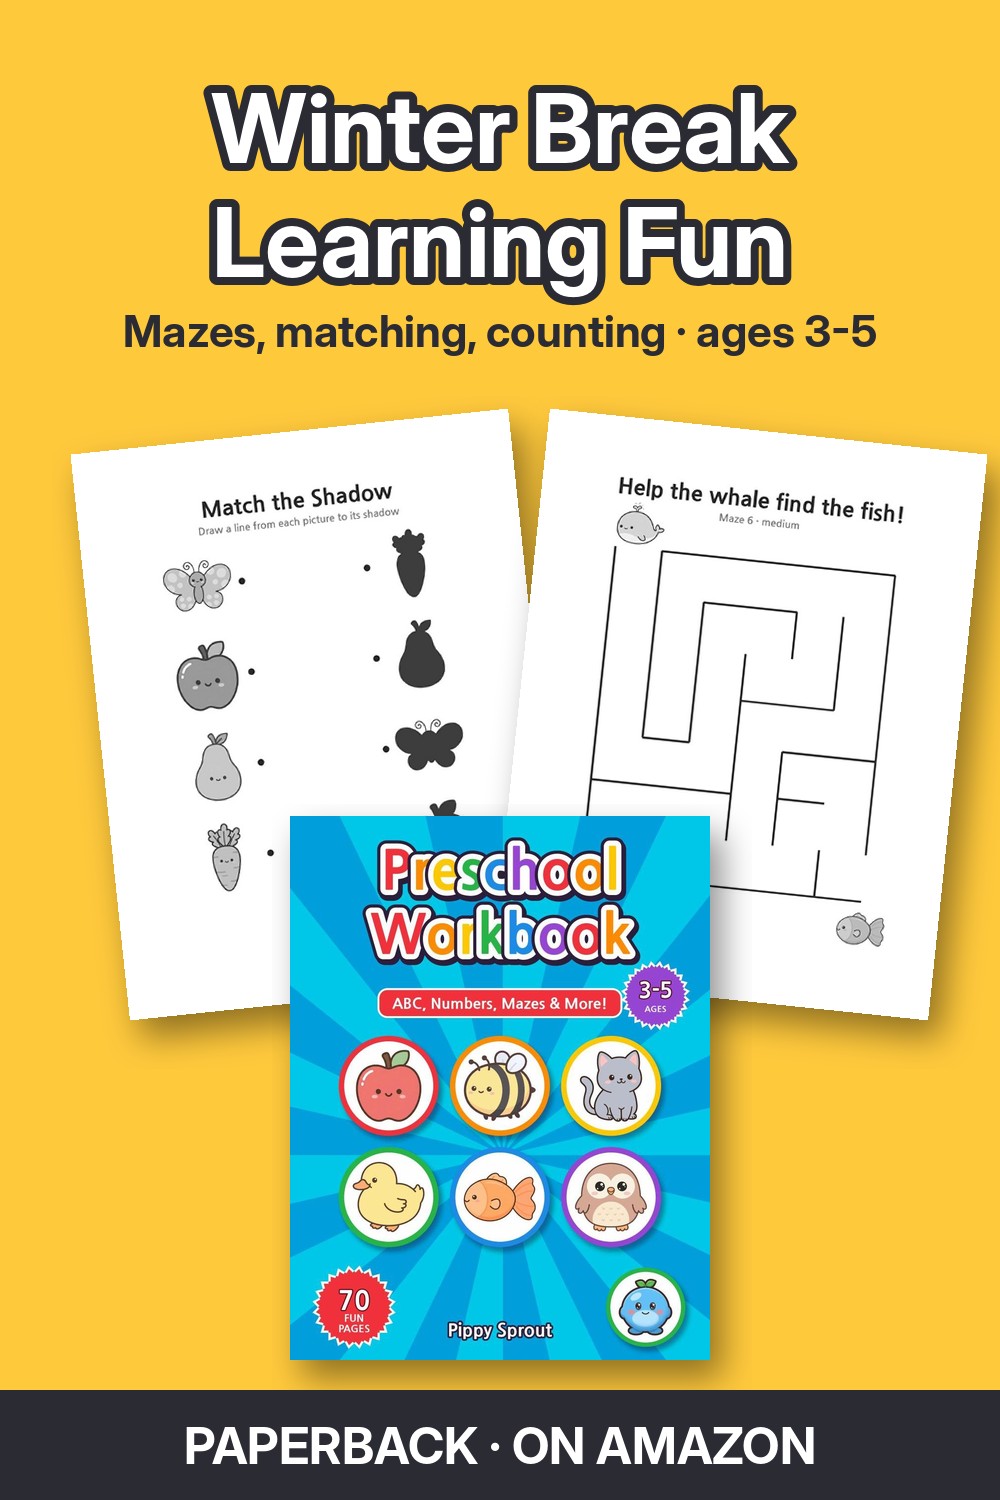 Winter Break
Learning Fun
Mazes, matching, counting · ages 3-5
Match the Shadow
Draw a line from each picture to its shadow
Help the whale find the fish!
Maze 6 · medium
Preschool
Workbook
ABC, Numbers, Mazes & More!
3-5
AGES
70
FUN
PAGES
Pippy Sprout
PAPERBACK · ON AMAZON